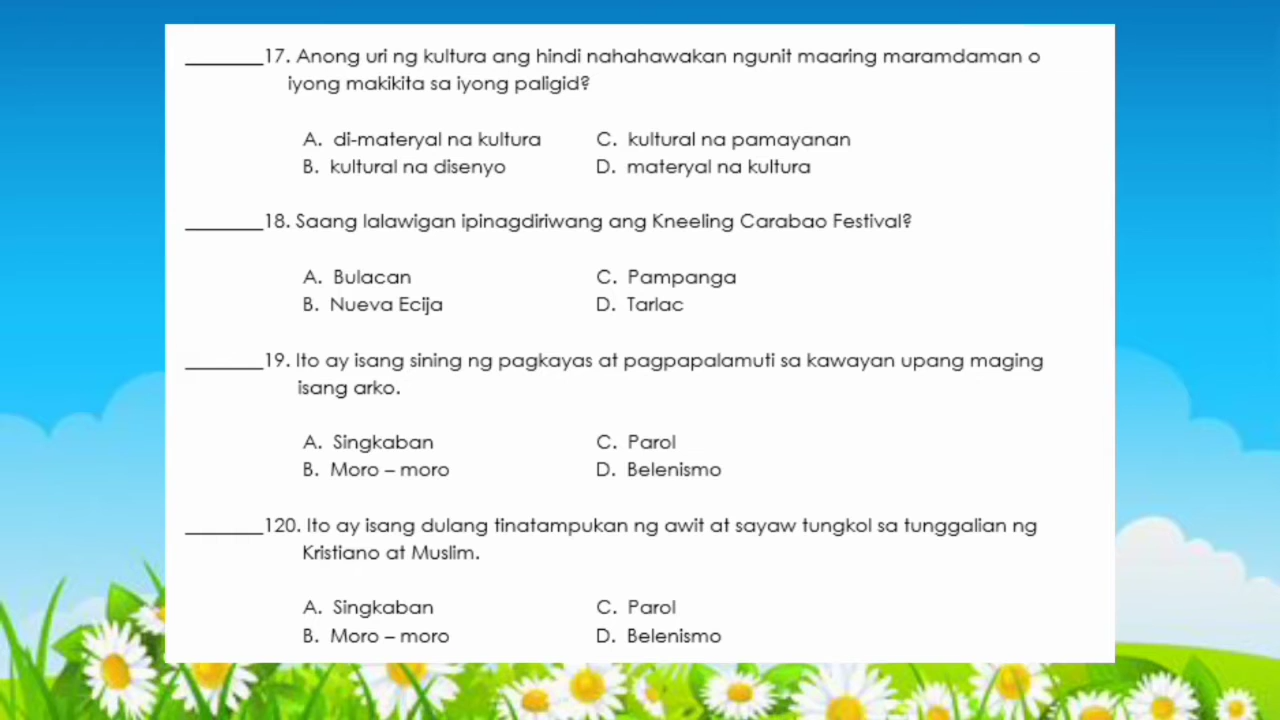 ________17. Anong uri ng kultura ang hindi nahahawakan ngunit maaring maramdaman o
iyong makikita sa iyong paligid?
A. di-materyal na kultura C. kultural na pamayanan
B. kultural na disenyo D. materyal na kultura
________18. Saang lalawigan ipinagdiriwang ang Kneeling Carabao Festival?
A. Bulacan C. Pampanga
B. Nueva Ecija D. Tarlac
________19. Ito ay isang sining ng pagkayas at pagpapalamuti sa kawayan upang maging
isang arko.
A. Singkaban C. Parol
B. Moro – moro D. Belenismo
________120. Ito ay isang dulang tinatampukan ng awit at sayaw tungkol sa tunggalian ng
Kristiano at Muslim.
A. Singkaban C. Parol
B. Moro – moro D. Belenismo